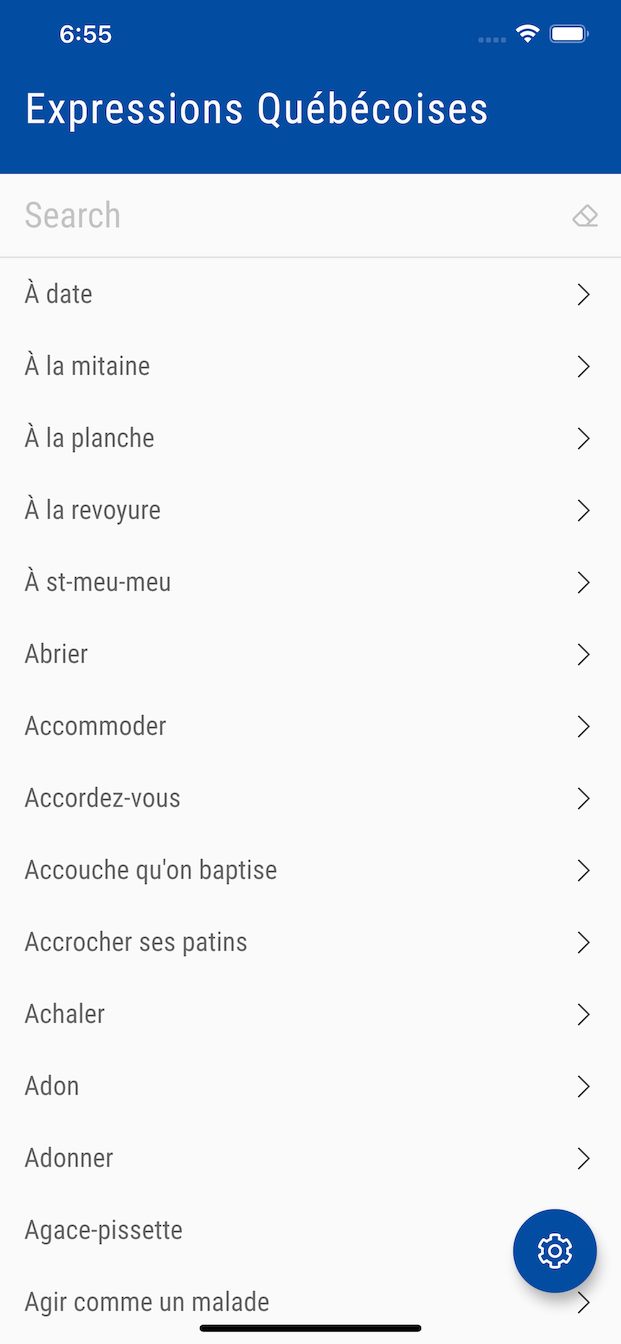 6:55
Expressions Québécoises
Search
À date
À la mitaine
À la planche
À la revoyure
À st-meu-meu
Abrier
Accommoder
Accordez-vous
Accouche qu'on baptise
Accrocher ses patins
Achaler
Adon
Adonner
Agace-pissette
Agir comme un malade